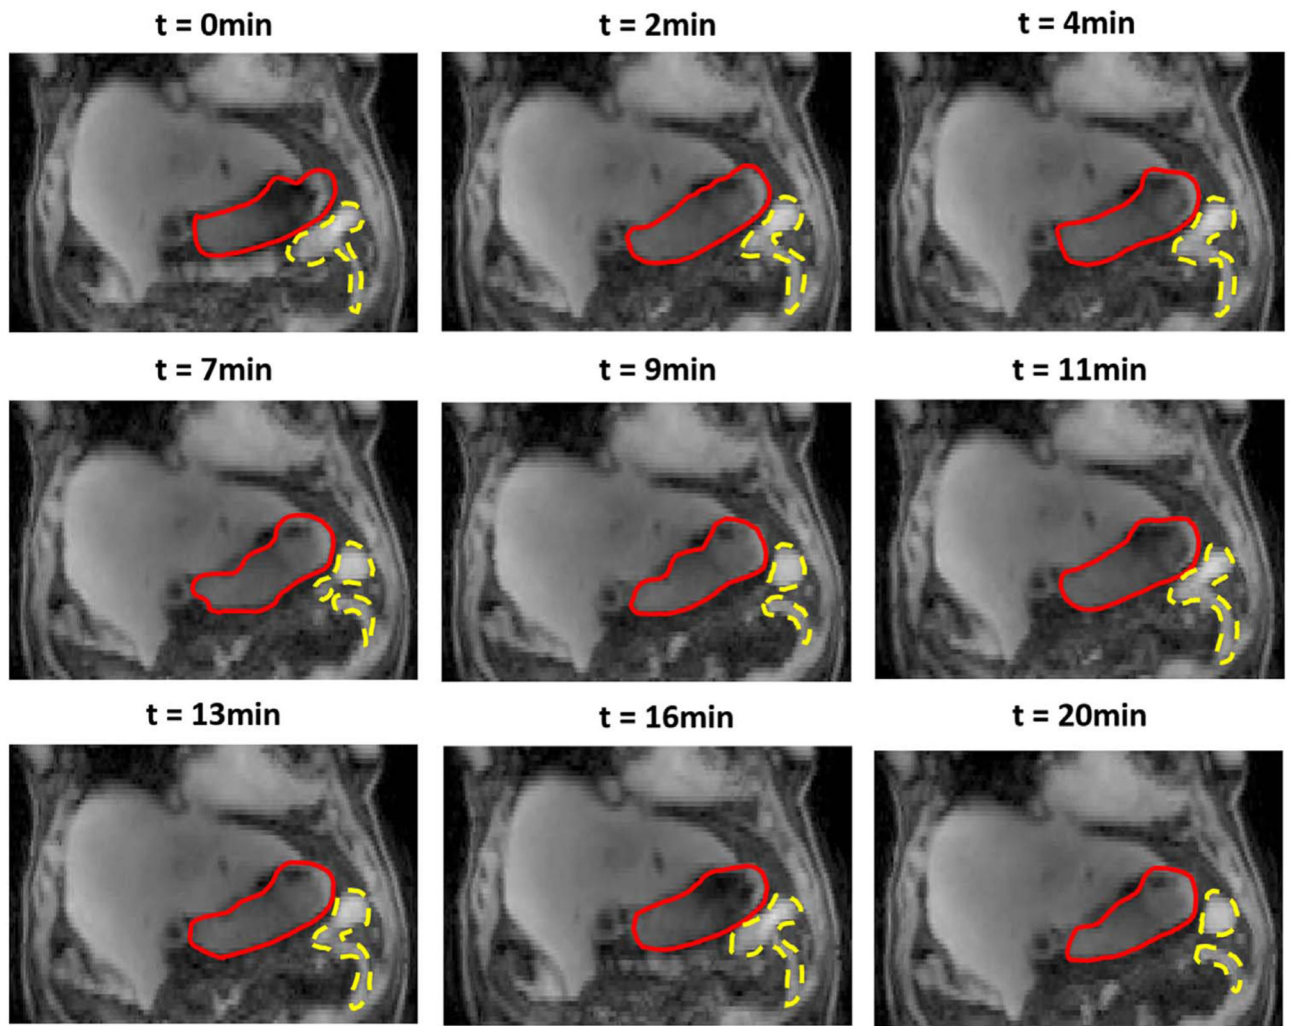 t = 0min
t = 2min
t = 4min
t = 7min
t = 9min
t = 11min
t = 13min
t = 16min
t = 20min